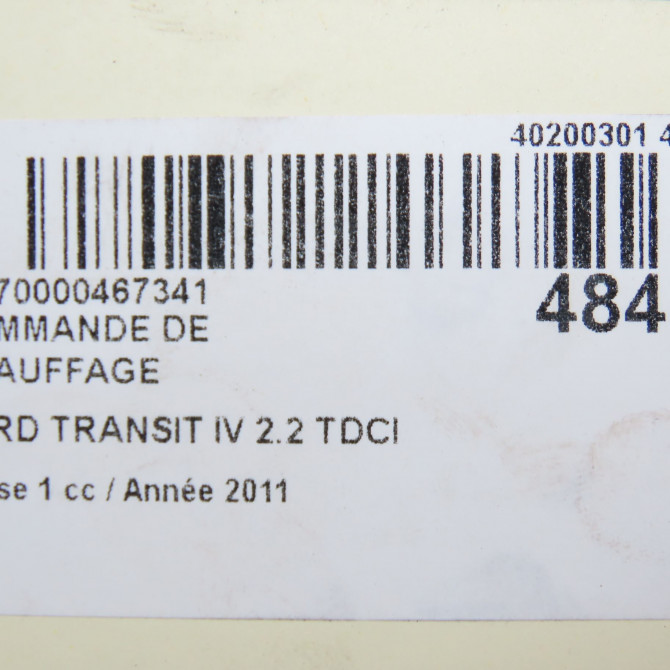 40200301 4
70000467341
484
MMANDE DE
AUFFAGE
RD TRANSIT IV 2.2 TDCI
se 1 cc / Année 2011